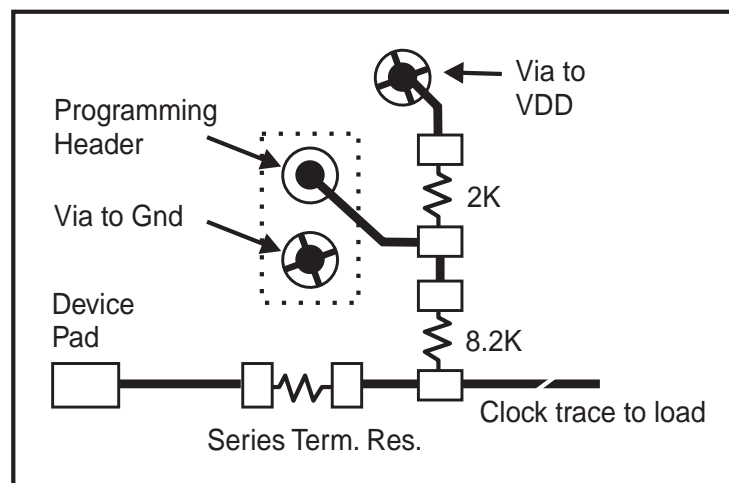 Via to
VDD
Programming
Header
2K
Via to Gnd
Device
Pad
8.2K
Clock trace to load
Series Term. Res.